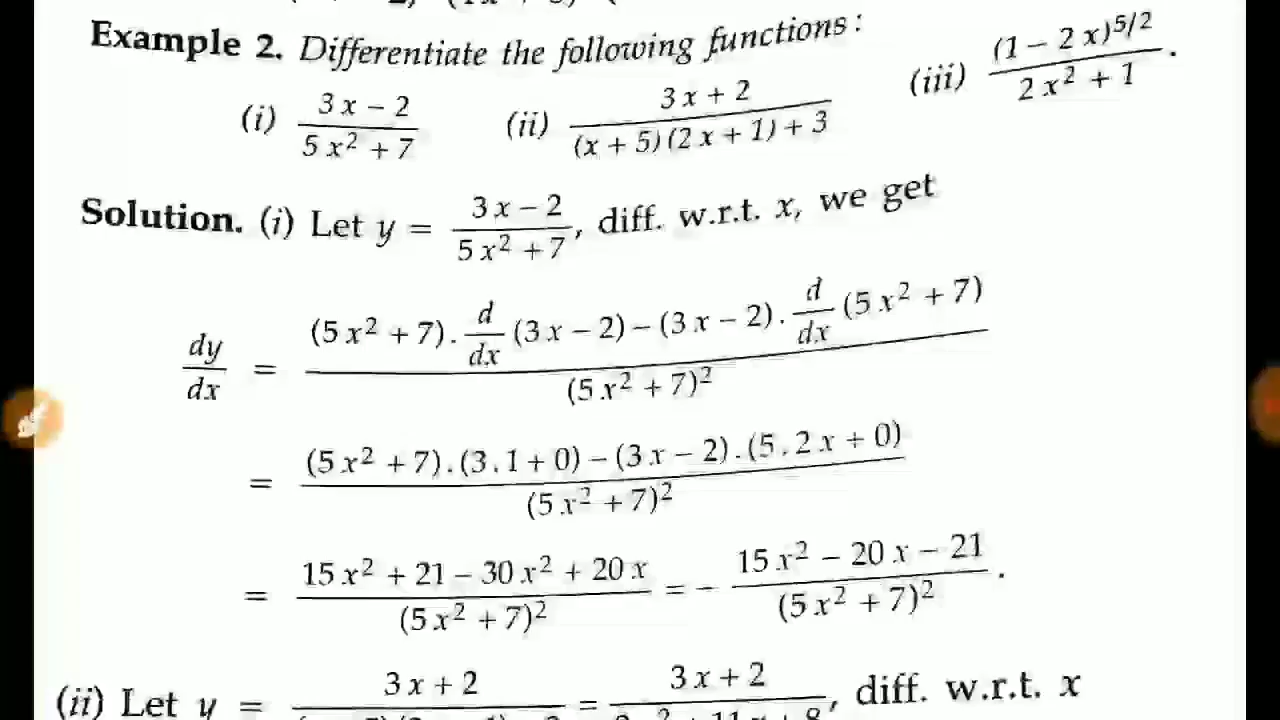 Example 2. Differentiate the following functions :
(i) (3x − 2)/(5x² + 7) (ii) (3x + 2)/((x + 5)(2x + 1) + 3) (iii) (1 − 2x)^(5/2)/(2x² + 1) .
Solution. (i) Let y = (3x − 2)/(5x² + 7), diff. w.r.t. x, we get
dy/dx = ((5x² + 7) . d/dx (3x − 2) − (3x − 2) . d/dx (5x² + 7))/(5x² + 7)²
= ((5x² + 7) . (3 . 1 + 0) − (3x − 2) . (5 . 2x + 0))/(5x² + 7)²
= (15x² + 21 − 30x² + 20x)/(5x² + 7)² = − (15x² − 20x − 21)/(5x² + 7)² .
(ii) Let y = 3x + 2 = 3x + 2 , diff. w.r.t. x